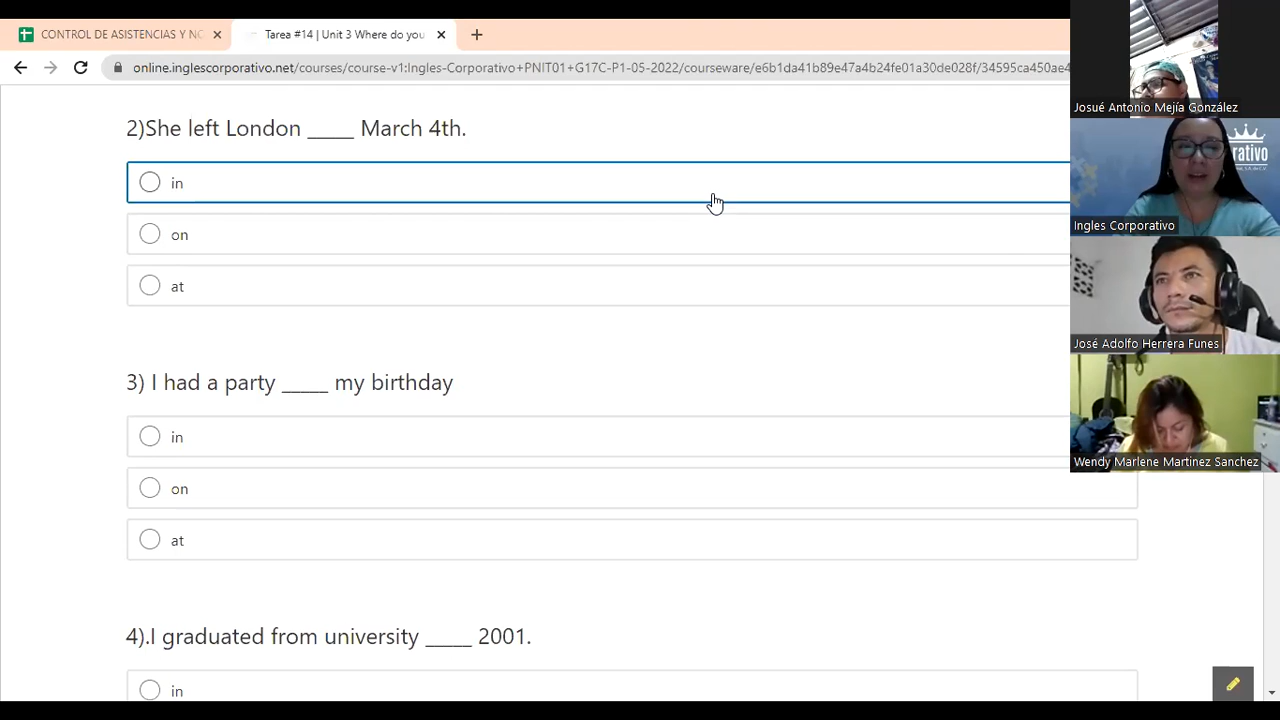 CONTROL DE ASISTENCIAS Y NO
Tarea #14 | Unit 3 Where do you
online.inglescorporativo.net/courses/course-v1:Ingles-Corporativo+PNIT01+G17C-P1-05-2022/courseware/e6b1da41b89e47a4b24fe01a30de028f/34595ca450ae4
2)She left London _____ March 4th.
in
on
at
3) I had a party _____ my birthday
in
on
at
4).I graduated from university _____ 2001.
in
Josué Antonio Mejía González
rativo
Ingles Corporativo
José Adolfo Herrera Funes
Wendy Marlene Martinez Sanchez